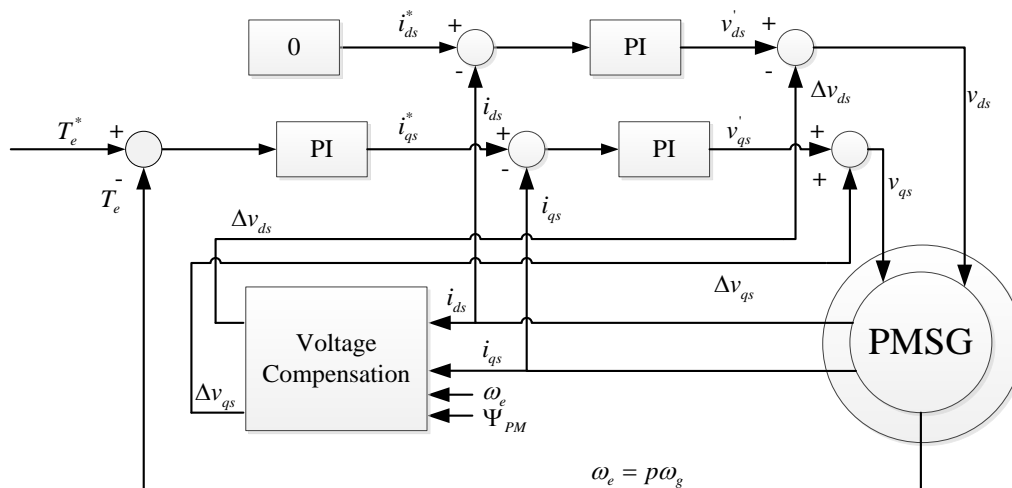 0
i*ds
+
-
PI
v'ds
+
-
Δvds
vds
ids
T*e
+
-
Te
PI
i*qs
+
-
PI
v'qs
+
+
vqs
iqs
Δvds
Δvqs
ids
Voltage
Compensation
iqs
ωe
ΨPM
Δvqs
PMSG
ωe = pωg